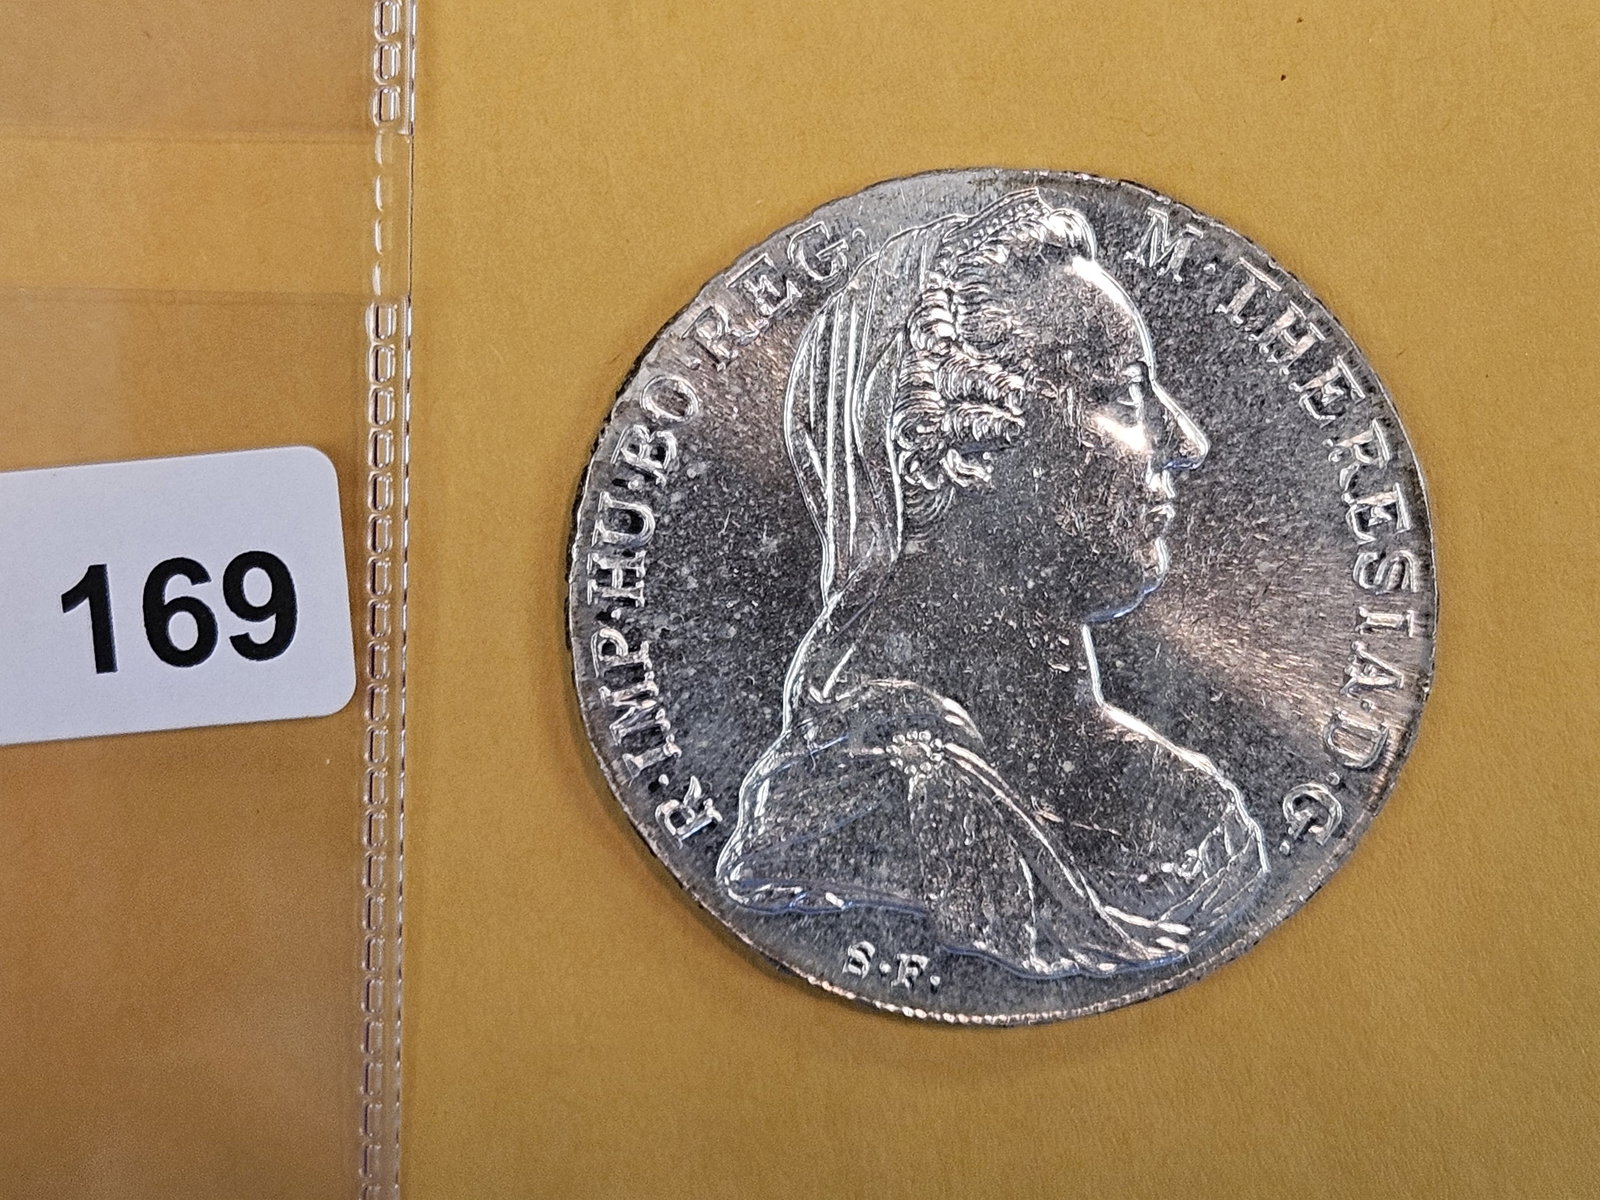 169
R·IMP·HU·BO·REG.
M·THERESIA·D·G.
S·F.